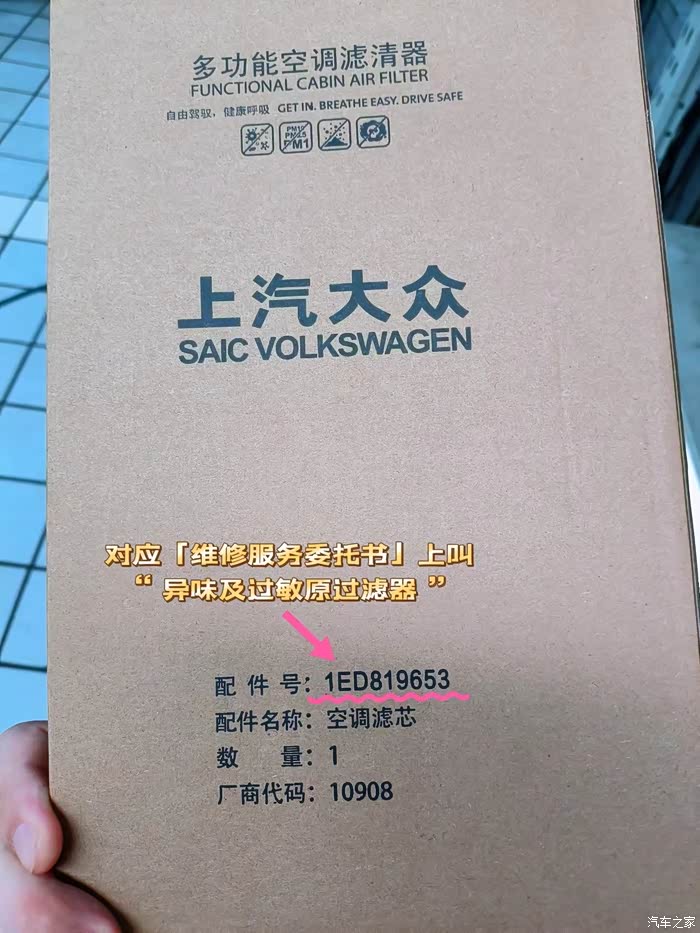 多功能空调滤清器
FUNCTIONAL CABIN AIR FILTER
自由驾驭，健康呼吸 GET IN. BREATHE EASY. DRIVE SAFE
PM10
PM2.5
PM1
上汽大众
SAIC VOLKSWAGEN
对应「维修服务委托书」上叫
“ 异味及过敏原过滤器 ”
配 件 号：1ED819653
配件名称：空调滤芯
数 量：1
厂商代码：10908
汽车之家